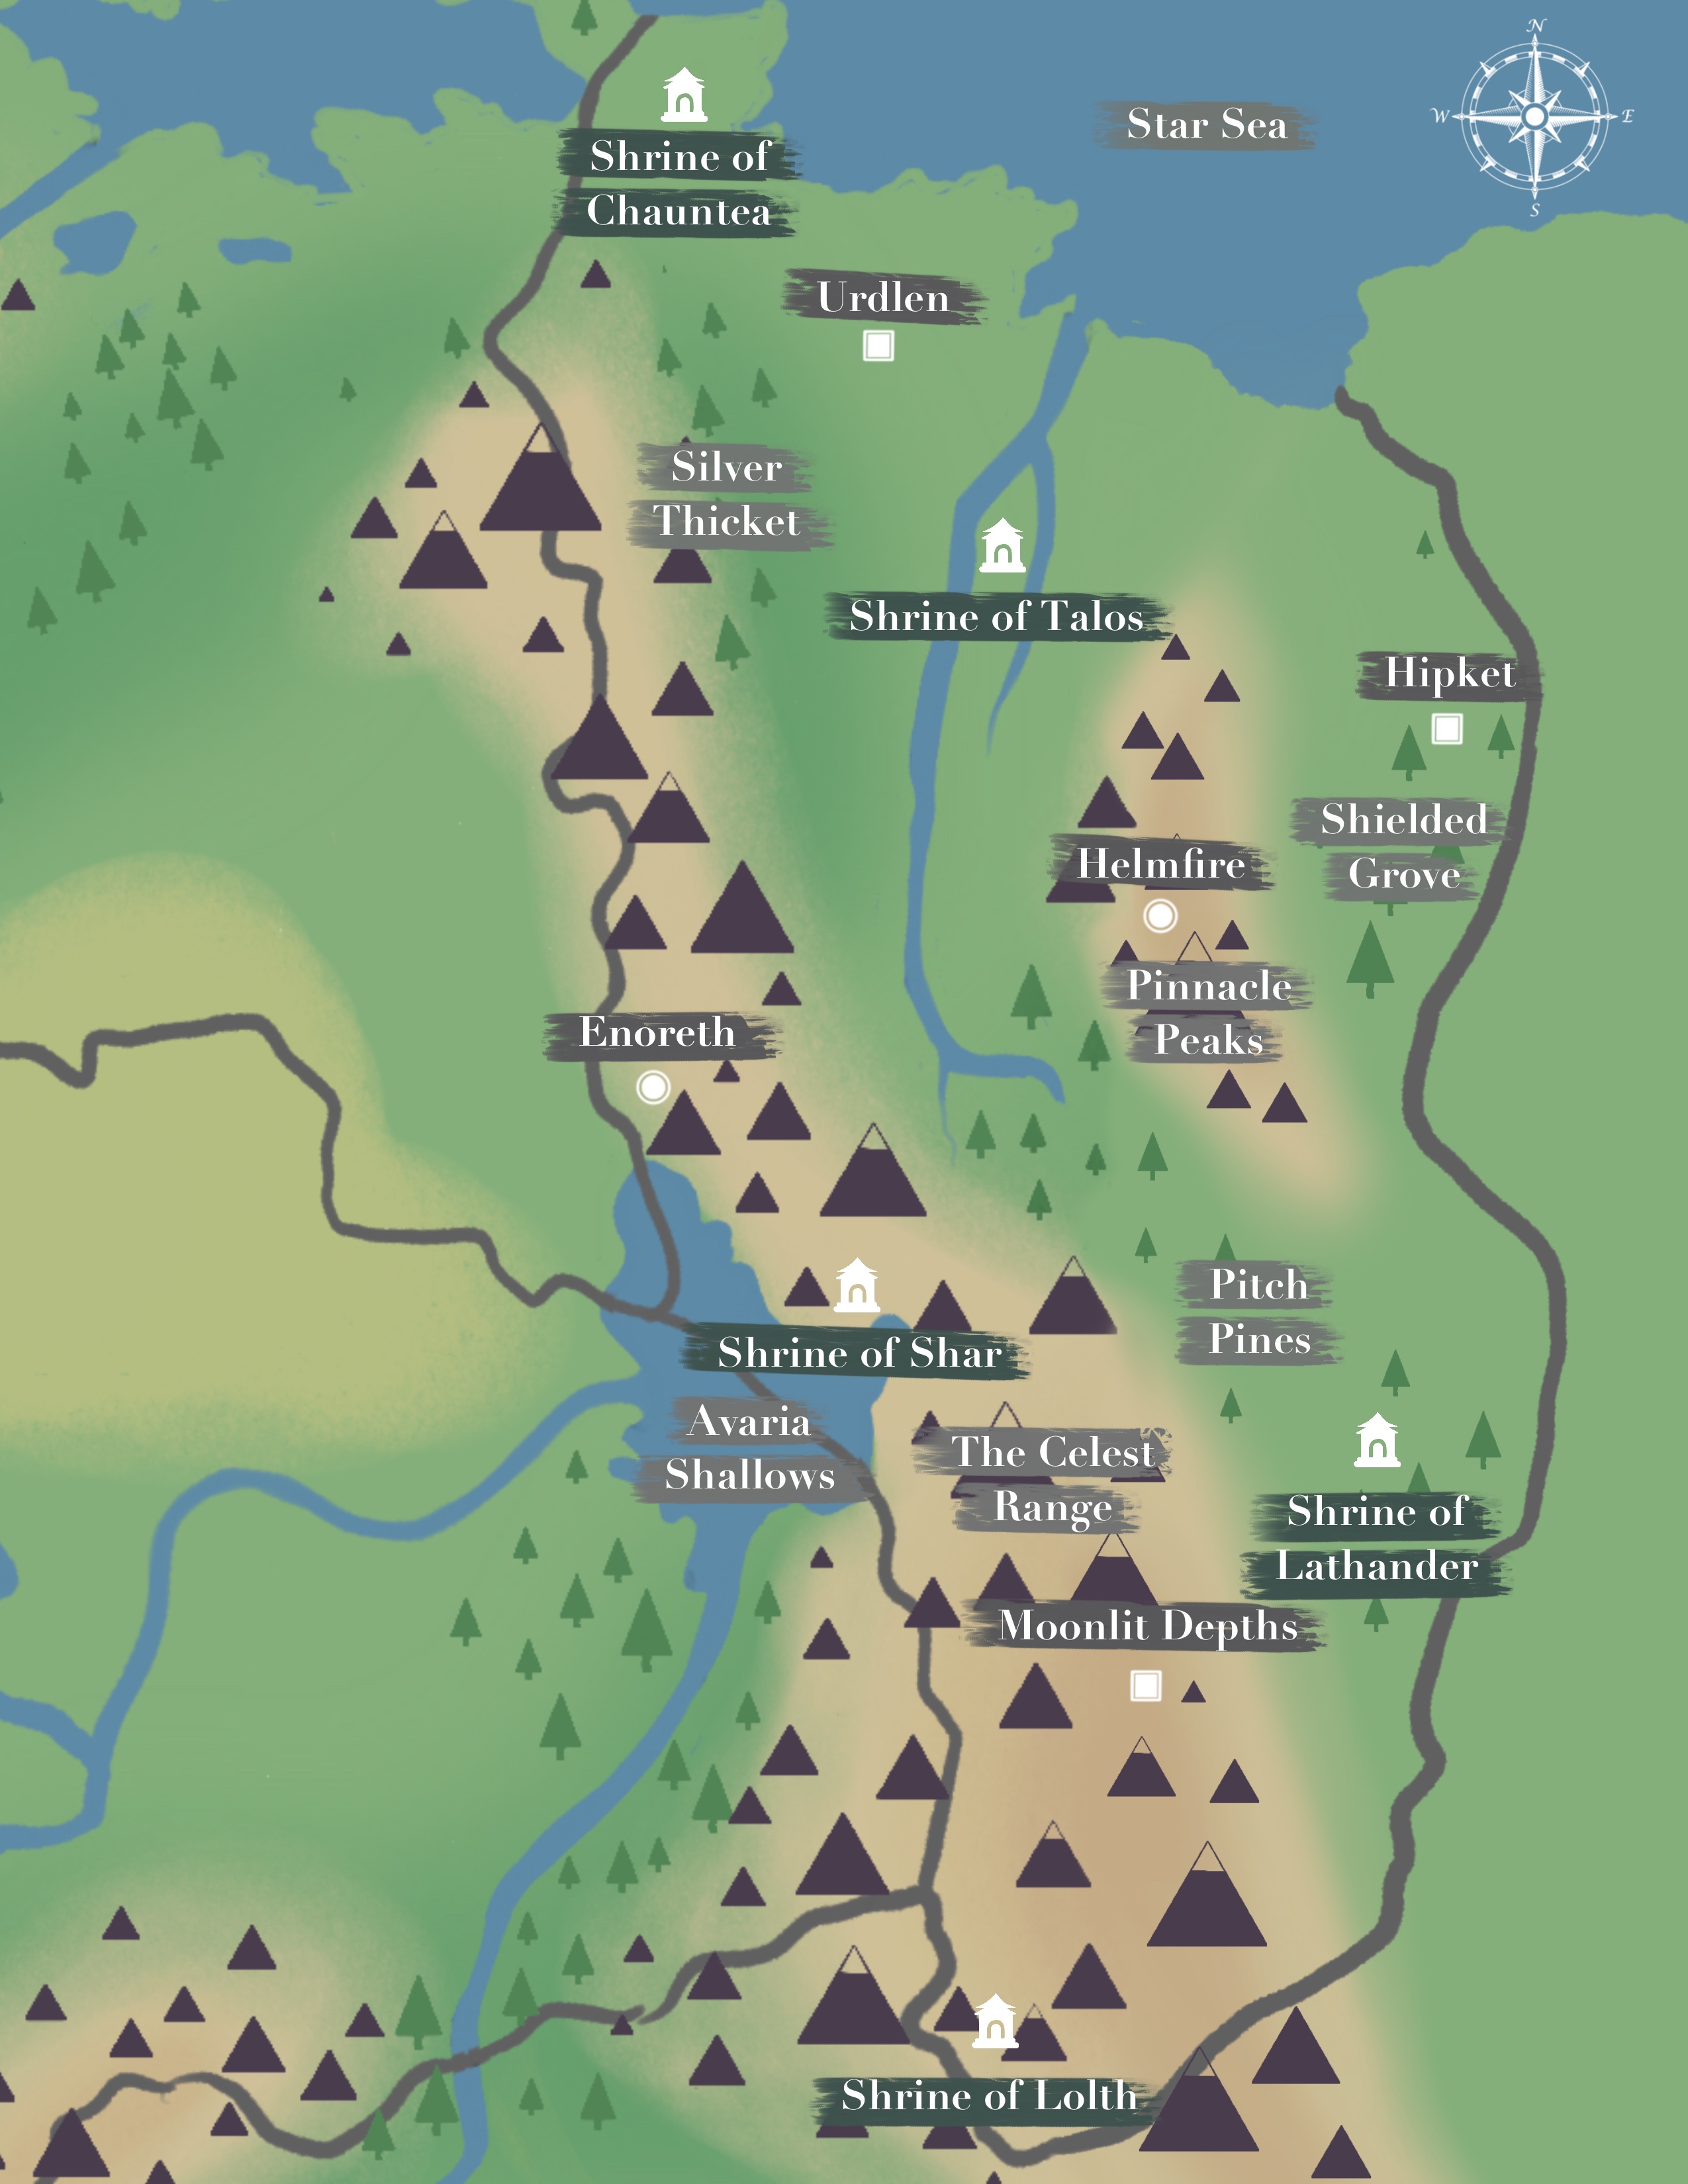 N
W
E
S
Star Sea
Shrine of
Chauntea
Urdlen
Silver
Thicket
Shrine of Talos
Hipket
Shielded
Grove
Helmfire
Pinnacle
Peaks
Enoreth
Pitch
Pines
Shrine of Shar
Avaria
Shallows
The Celest
Range
Shrine of
Lathander
Moonlit Depths
Shrine of Lolth